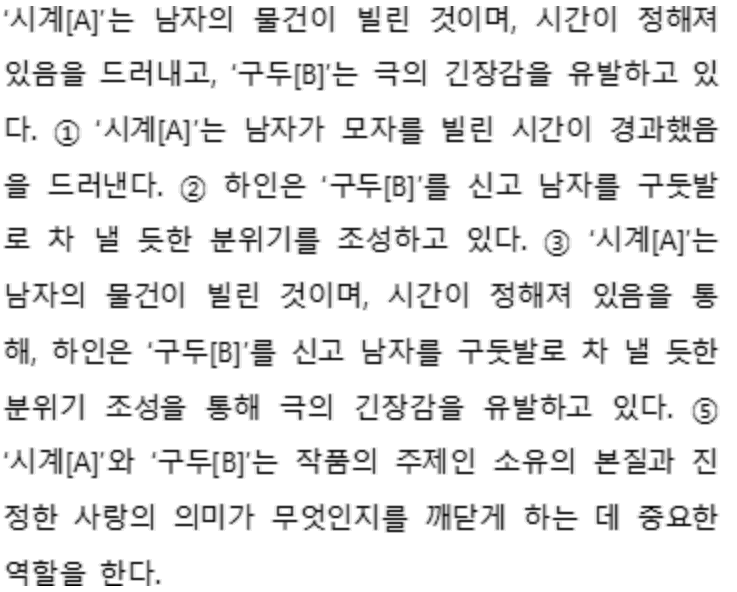 ‘시계[A]’는 남자의 물건이 빌린 것이며, 시간이 정해져
있음을 드러내고, ‘구두[B]’는 극의 긴장감을 유발하고 있
다. ① ‘시계[A]’는 남자가 모자를 빌린 시간이 경과했음
을 드러낸다. ② 하인은 ‘구두[B]’를 신고 남자를 구둣발
로 차 낼 듯한 분위기를 조성하고 있다. ③ ‘시계[A]’는
남자의 물건이 빌린 것이며, 시간이 정해져 있음을 통
해, 하인은 ‘구두[B]’를 신고 남자를 구둣발로 차 낼 듯한
분위기 조성을 통해 극의 긴장감을 유발하고 있다. ⑤
‘시계[A]’와 ‘구두[B]’는 작품의 주제인 소유의 본질과 진
정한 사랑의 의미가 무엇인지를 깨닫게 하는 데 중요한
역할을 한다.